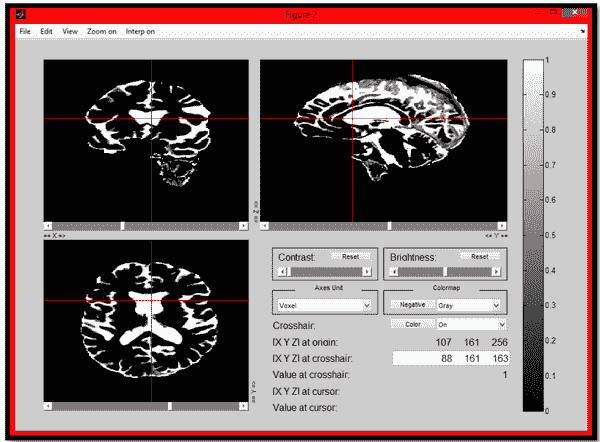 Figure 2
File Edit View Zoom on Interp on
<< X >>
<< Z >>
<< Y >>
<< Y >>
Contrast: Reset
Brightness: Reset
Axes Unit
Voxel
Colormap
Negative Gray
Crosshair: Color On
[X Y Z] at origin: 107 161 256
[X Y Z] at crosshair: 88 161 163
Value at crosshair: 1
[X Y Z] at cursor:
Value at cursor:
1
0.9
0.8
0.7
0.6
0.5
0.4
0.3
0.2
0.1
0